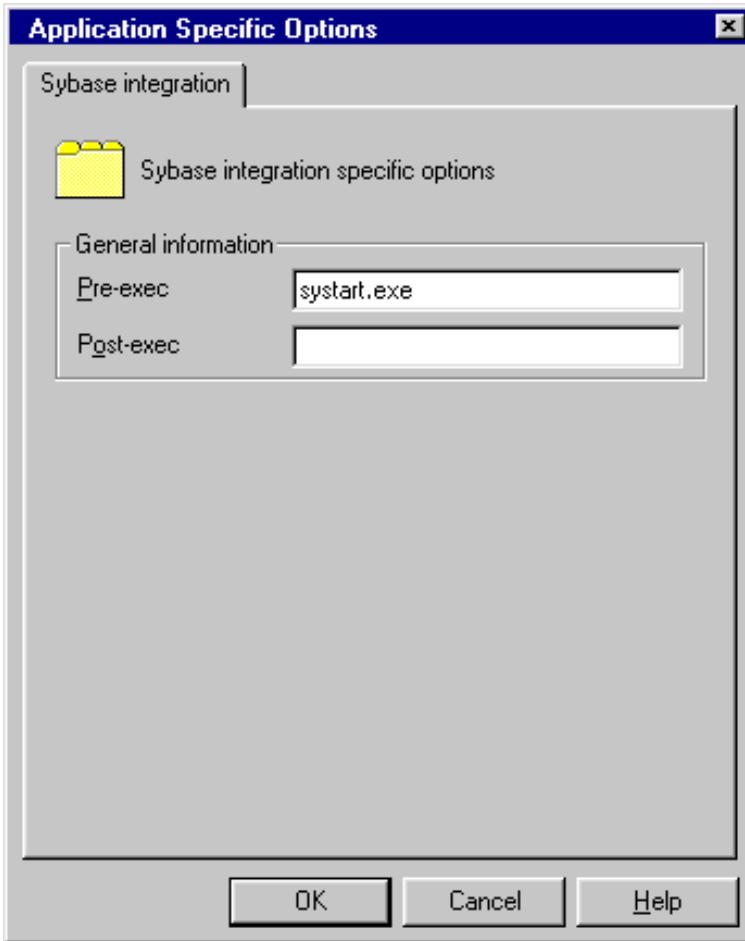 Application Specific Options
Sybase integration
Sybase integration specific options
General information
Pre-exec
systart.exe
Post-exec
OK
Cancel
Help